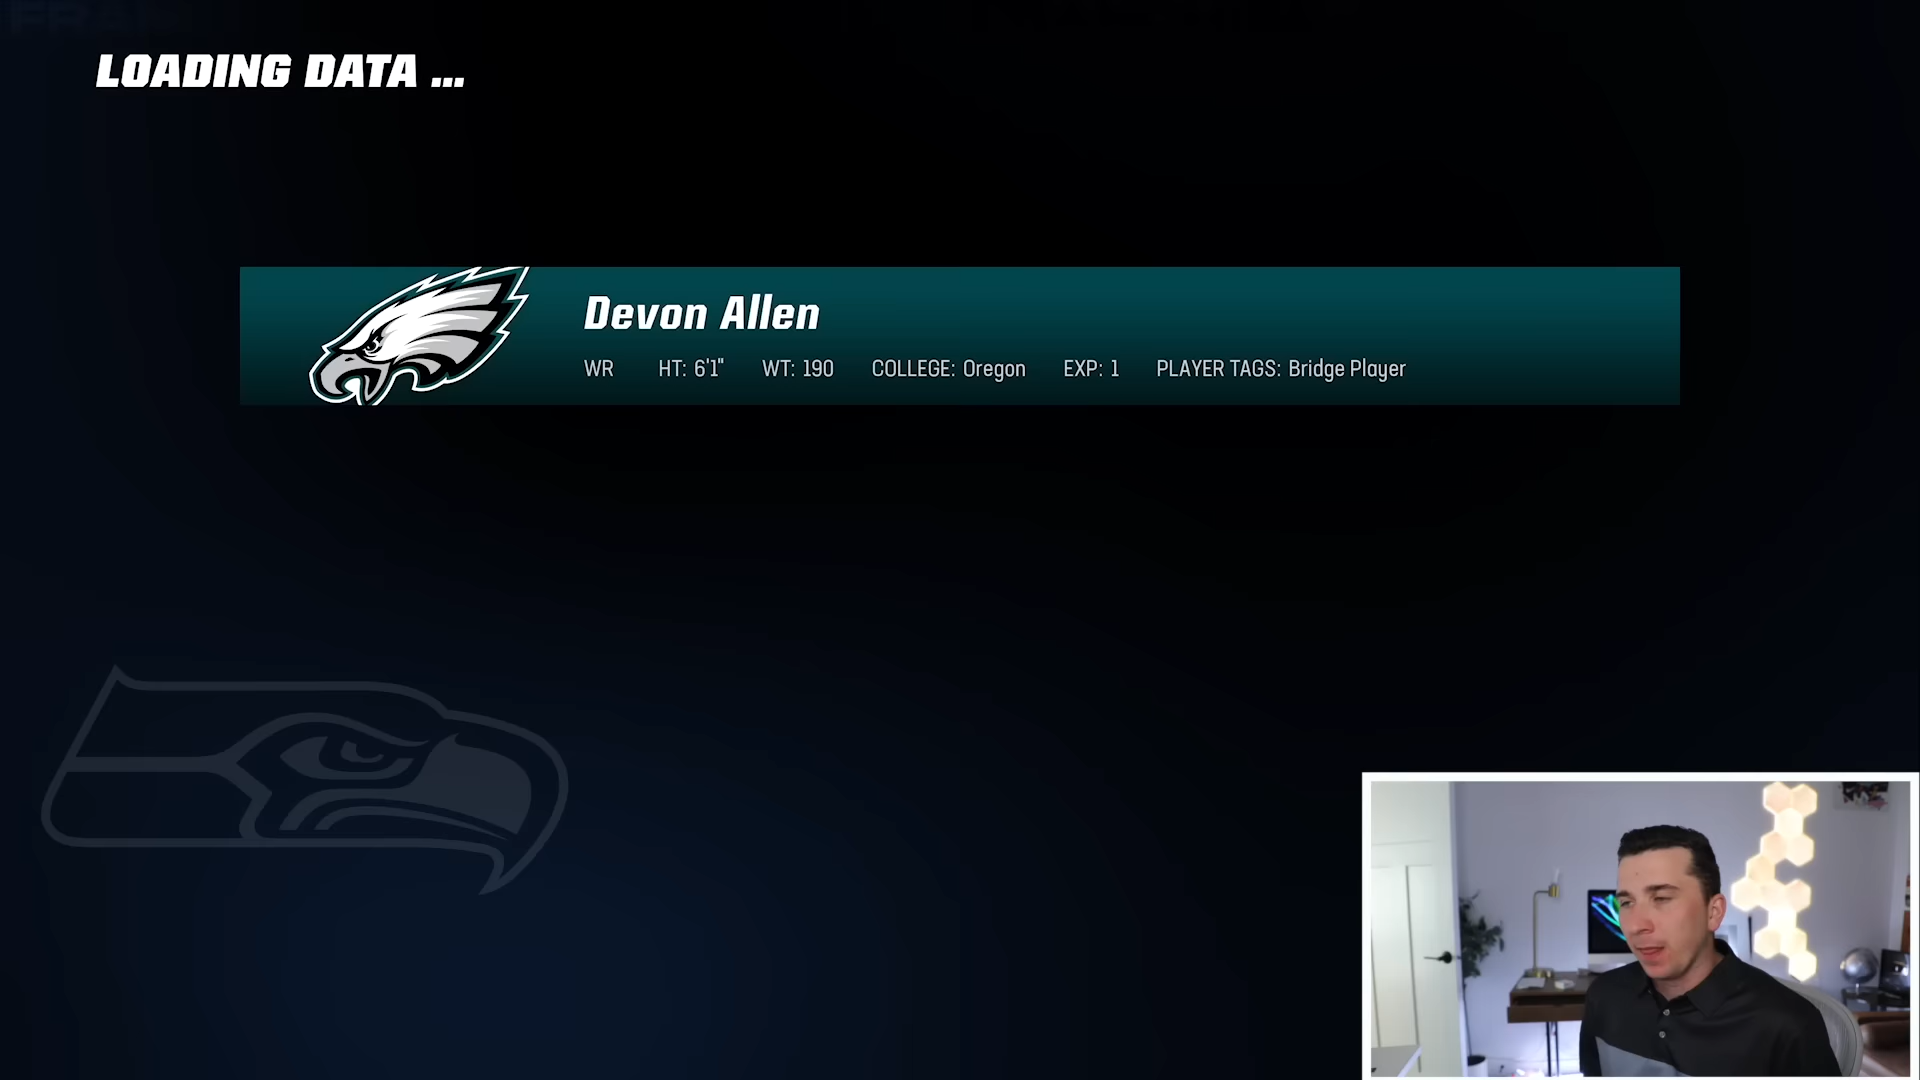 LOADING DATA ...
Devon Allen
WR HT: 6'1" WT: 190 COLLEGE: Oregon EXP: 1 PLAYER TAGS: Bridge Player